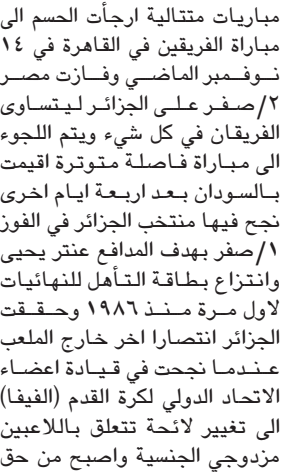 مباريات متتالية ارجأت الحسم الى
مباراة الفريقين في القاهرة في ١٤
نوفمبر الماضي وفازت مصر
٢/صفر على الجزائر ليتساوى
الفريقان في كل شيء ويتم اللجوء
الى مباراة فاصلة متوترة اقيمت
بالسودان بعد اربعة ايام اخرى
نجح فيها منتخب الجزائر في الفوز
١/صفر بهدف المدافع عنتر يحيى
وانتزاع بطاقة التأهل للنهائيات
لاول مرة منذ ١٩٨٦ وحققت
الجزائر انتصارا اخر خارج الملعب
عندما نجحت في قيادة اعضاء
الاتحاد الدولي لكرة القدم (الفيفا)
الى تغيير لائحة تتعلق باللاعبين
مزدوجي الجنسية واصبح من حق